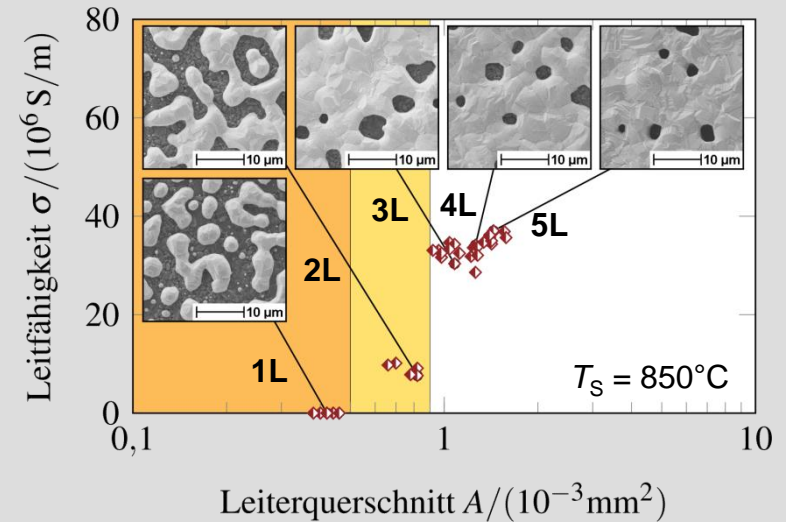 80
60
40
20
0
Leitfähigkeit σ/(10⁶ S/m)
10 µm
10 µm
10 µm
10 µm
10 µm
1L
2L
3L
4L
5L
T_S = 850°C
0,1
1
10
Leiterquerschnitt A/(10⁻³mm²)